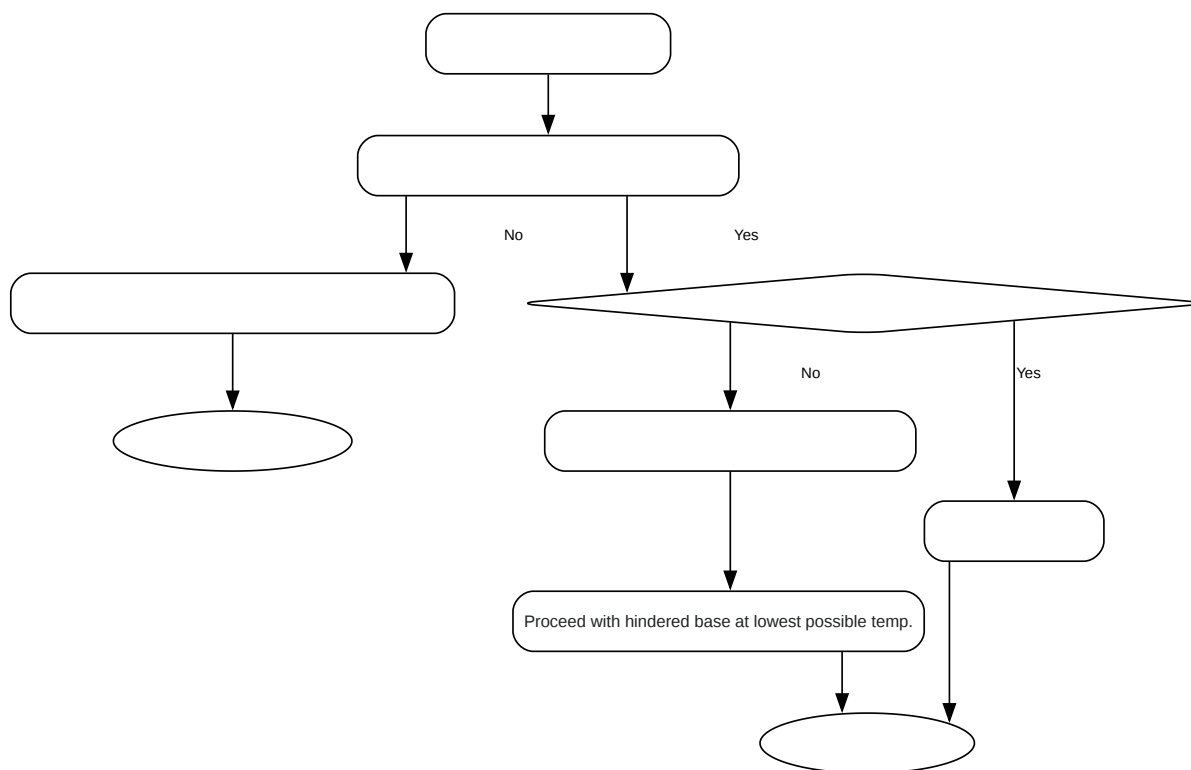 No
Yes
No
Yes
Proceed with hindered base at lowest possible temp.